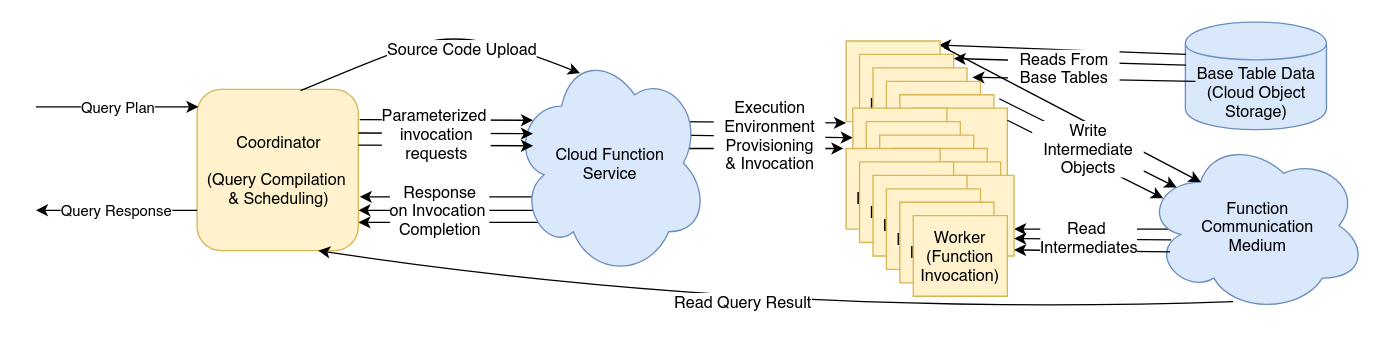 Source Code Upload
Query Plan
Coordinator
(Query Compilation
& Scheduling)
Query Response
Parameterized
invocation
requests
Response
on Invocation
Completion
Cloud Function
Service
Execution
Environment
Provisioning
& Invocation
Worker
(Function
Invocation)
Reads From
Base Tables
Base Table Data
(Cloud Object
Storage)
Write
Intermediate
Objects
Read
Intermediates
Function
Communication
Medium
Read Query Result